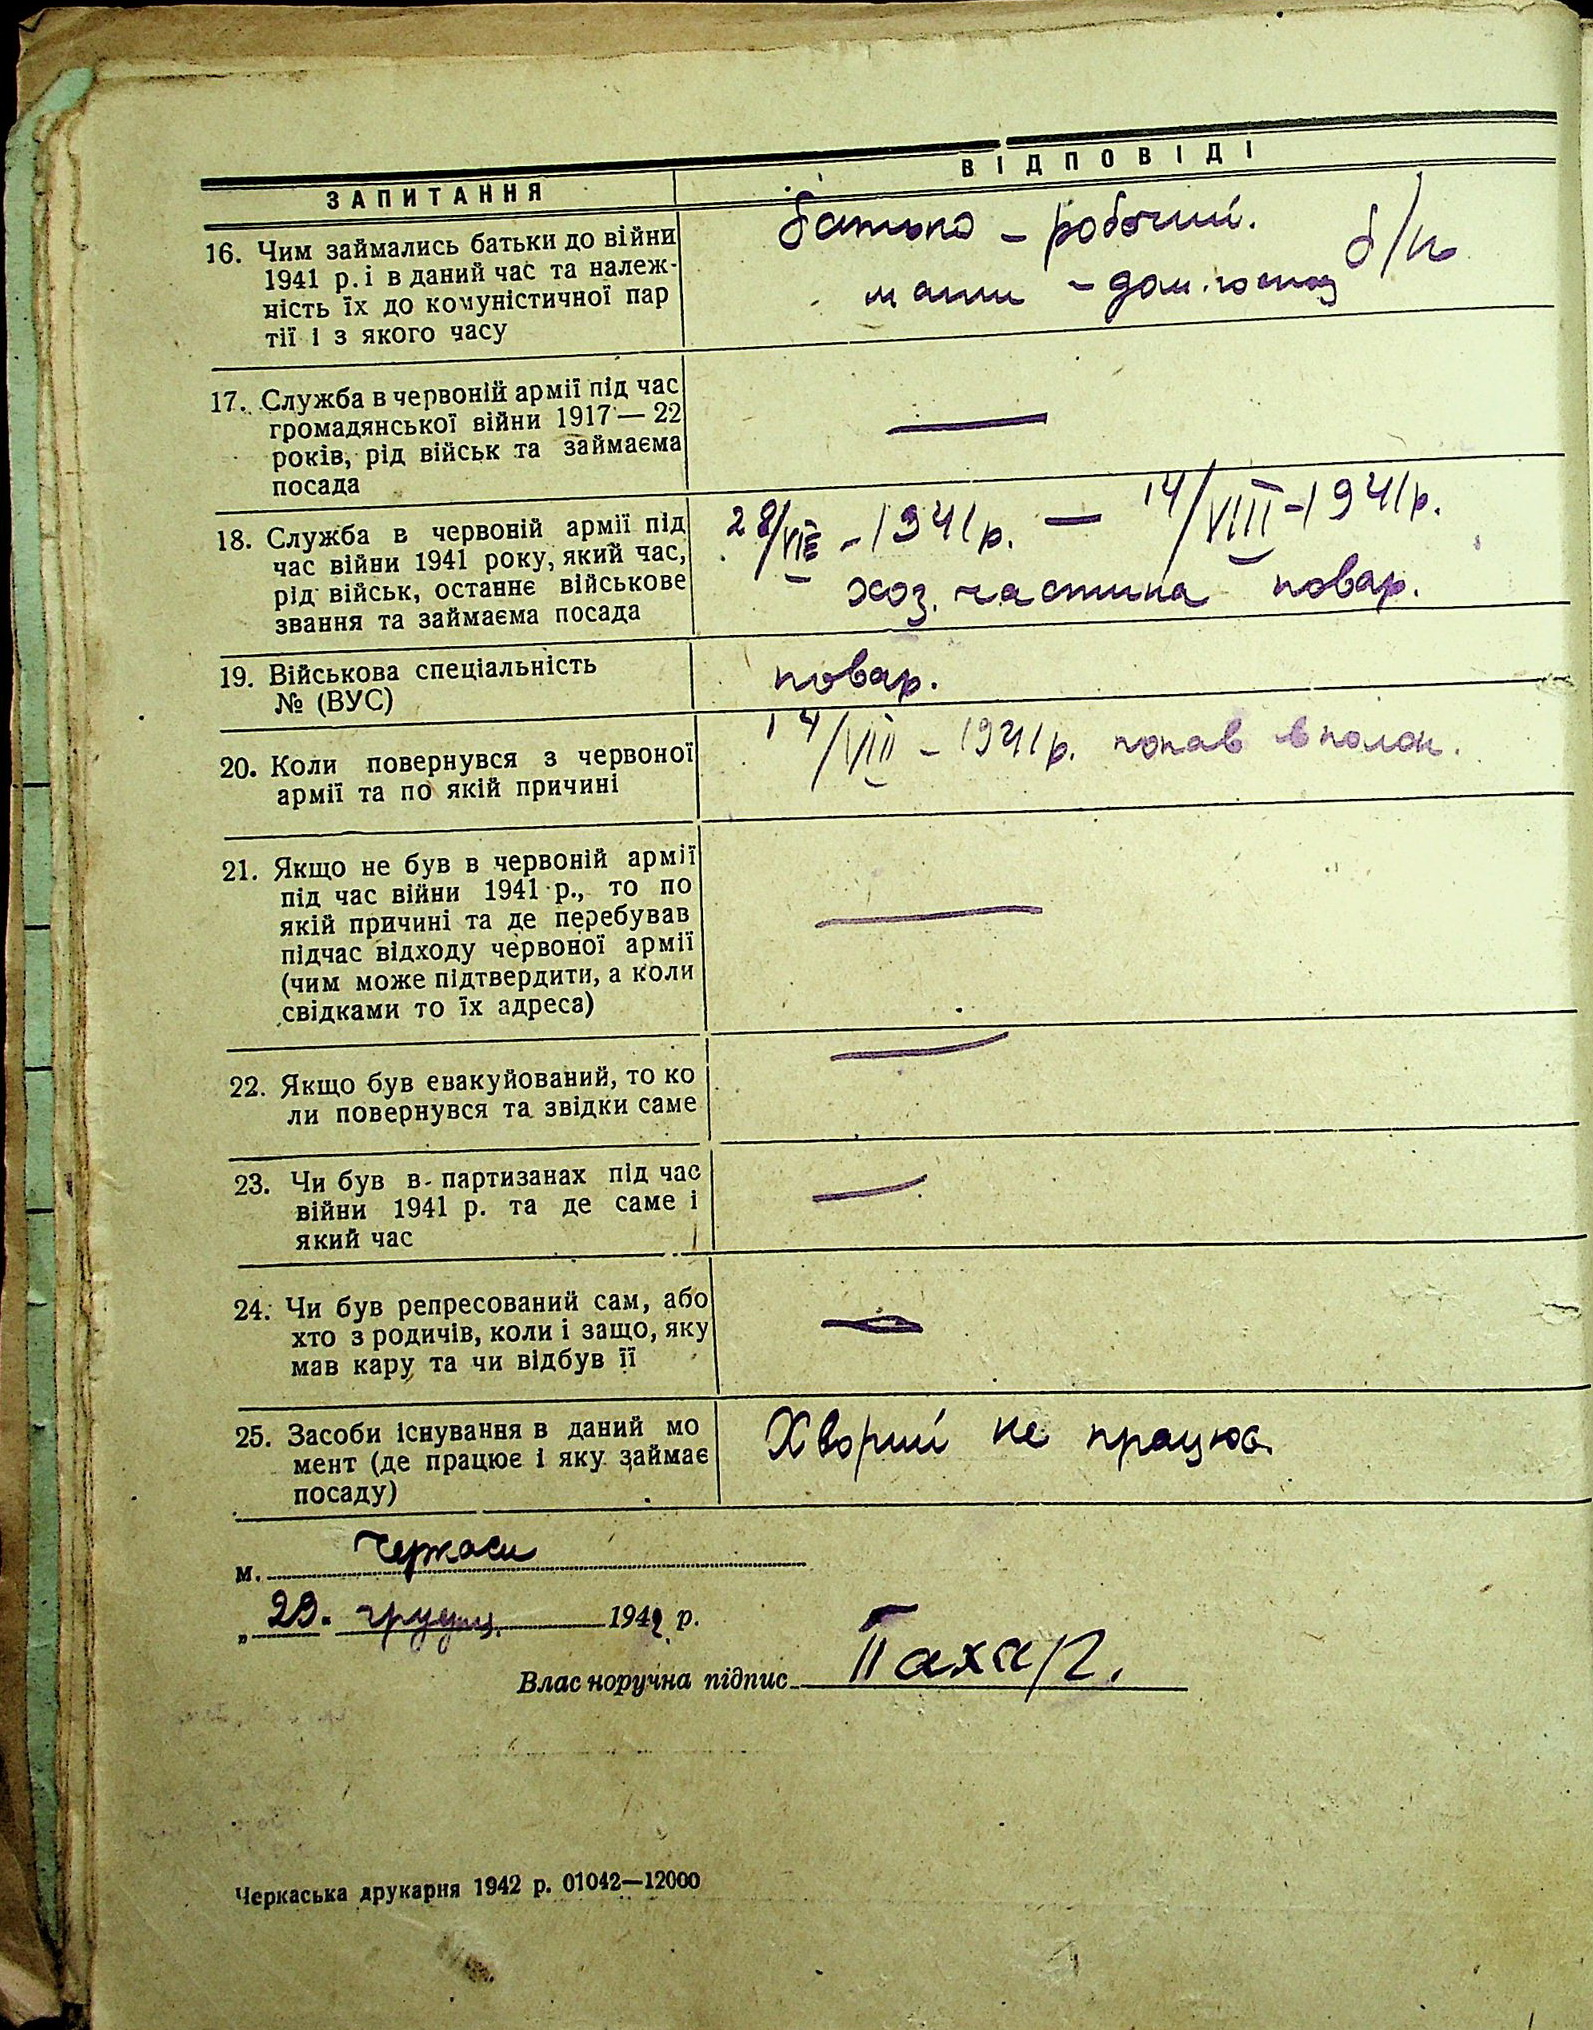 ЗАПИТАННЯ
ВІДПОВІДІ
16. Чим займались батьки до війни
1941 р. і в даний час та належ-
ність їх до комуністичної пар
тії і з якого часу
батько – робочий.
мати – дом. господ б/п
17. Служба в червоній армії під час
громадянської війни 1917 — 22
років, рід військ та займаєма
посада
—
18. Служба в червоній армії під
час війни 1941 року, який час,
рід військ, останнє військове
звання та займаєма посада
28/VII – 1941 р. — 14/VIII – 1941 р.
хоз. частина повар.
19. Військова спеціальність
№ (ВУС)
повар.
20. Коли повернувся з червоної
армії та по якій причині
14/VIII – 1941 р. попав в полон.
21. Якщо не був в червоній армії
під час війни 1941 р., то по
якій причині та де перебував
підчас відходу червоної армії
(чим може підтвердити, а коли
свідками то їх адреса)
—
22. Якщо був евакуйований, то ко
ли повернувся та звідки саме
—
23. Чи був в партизанах під час
війни 1941 р. та де саме і
який час
—
24. Чи був репресований сам, або
хто з родичів, коли і защо, яку
мав кару та чи відбув її
—
25. Засоби існування в даний мо
мент (де працює і яку займає
посаду)
Хворий не працює
м. Черкаси
„ 23. грудня 1942 р.
Власноручна підпис
Черкаська друкарня 1942 р. 01042—12000